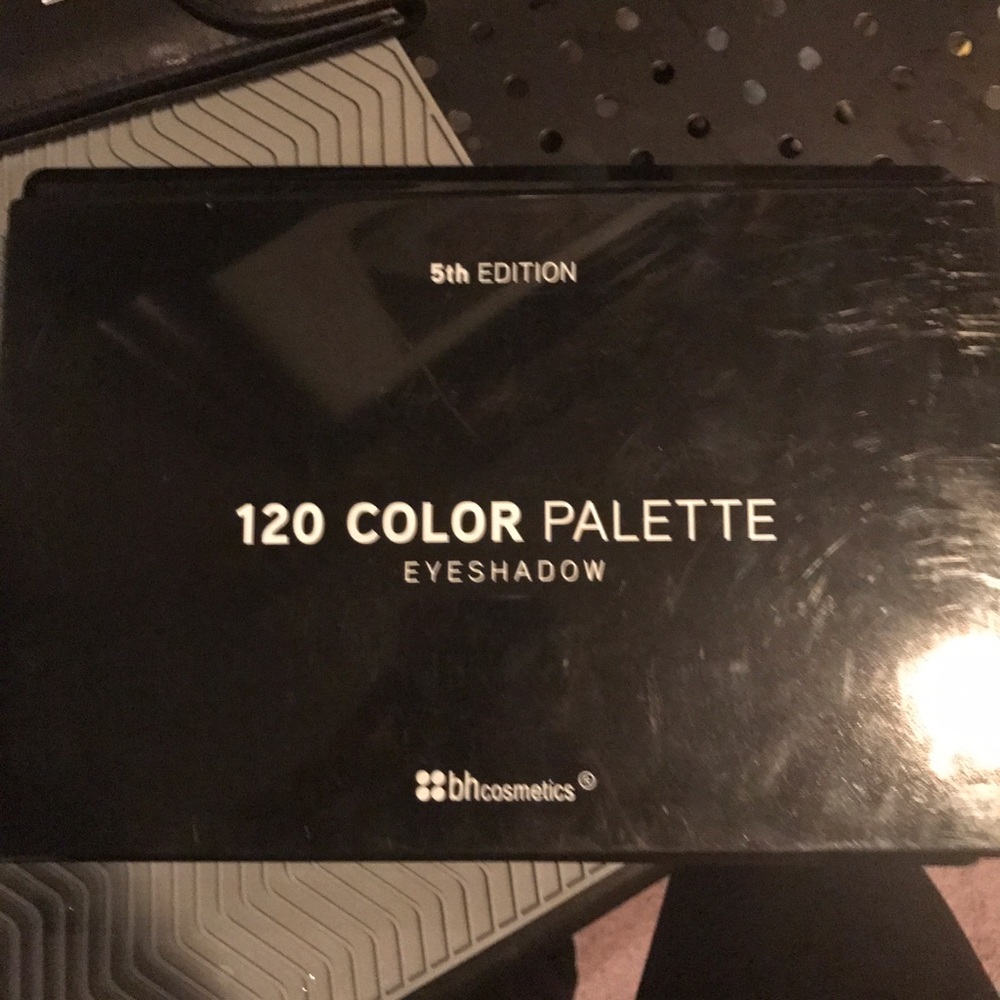 5th EDITION
120 COLOR PALETTE
EYESHADOW
bhcosmetics®